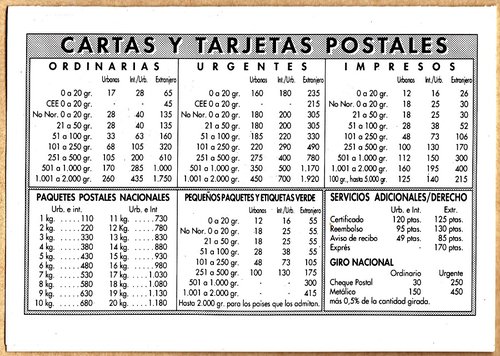 CARTAS Y TARJETAS POSTALES
ORDINARIAS
Urbanas Int./Urb. Extranjero
0 a 20 gr. 17 28 65
CEE 0 a 20 gr. - - 45
No Nor. 0 a 20 gr. 28 40 135
21 a 50 gr. 28 40 135
51 a 100 gr. 33 63 160
101 a 250 gr. 68 105 320
251 a 500 gr. 105 200 610
501 a 1.000 gr. 170 285 1.000
1.001 a 2.000 gr. 260 435 1.750
URGENTES
Urbanos Int/Urb. Extranjero
0 a 20 gr. 160 180 235
CEE 0 a 20 gr. - - 215
No Nor. 0 a 20 gr. 180 200 305
21 a 50 gr. 180 200 305
51 a 100 gr. 185 220 330
101 a 250 gr. 220 290 490
251 a 500 gr. 275 400 780
501 a 1.000 gr. 350 500 1.170
1.001 a 2.000 gr. 450 700 1.920
IMPRESOS
Urbanos Int/Urb. Extranjero
0 a 20 gr. 12 16 26
No Nor. 0 a 20 gr. 18 25 30
21 a 50 gr. 18 25 30
51 a 100 gr. 28 38 52
101 a 250 gr. 48 73 106
251 a 500 gr. 75 130 177
501 a 1.000 gr. 112 150 300
1.001 a 2.000 gr. 160 195 400
100 gr., hasta 5.000 gr. 125 140 215
PAQUETES POSTALES NACIONALES
Urb. e int. Urb. e Int
1 kg. .....110 11 kg. .....730
2 kg. .....220 12 Kg. .....780
3 kg. .....330 13 kg. .....830
4 kg. .....380 14 kg. .....880
5 kg. .....430 15 kg. .....930
6 kg. .....480 16 kg. .....980
7 kg. .....530 17 kg. ...1.030
8 kg. .....580 18 kg. ...1.080
9 kg. .....630 19 kg. ...1.130
10 kg. .....680 20 kg. ...1.180
PEQUEÑOS PAQUETES Y ETIQUETAS VERDE
0 a 20 gr. 12 16 55
No Nor. 0 a 20 gr. 18 25 55
21 a 50 gr. 18 25 55
51 a 100 gr. 28 38 55
101 a 250 gr. 48 73 105
251 a 500 gr. 100 130 175
501 a 1.000 gr. - - 300
1.001 a 2.000 gr. - - 415
Hasta 2.000 gr. para los paises que los admitan.
SERVICIOS ADICIONALES/DERECHO
Urb. e Int. Extr.
Certificado 120 ptas. 125 ptas.
Reembolso 95 ptas. 130 ptas.
Aviso de recibo 49 ptas. 85 ptas.
Exprés - 170 ptas.
GIRO NACIONAL
Ordinario Urgente
Cheque Postal 30 250
Metálico 150 450
más 0,5% de la cantidad girada.